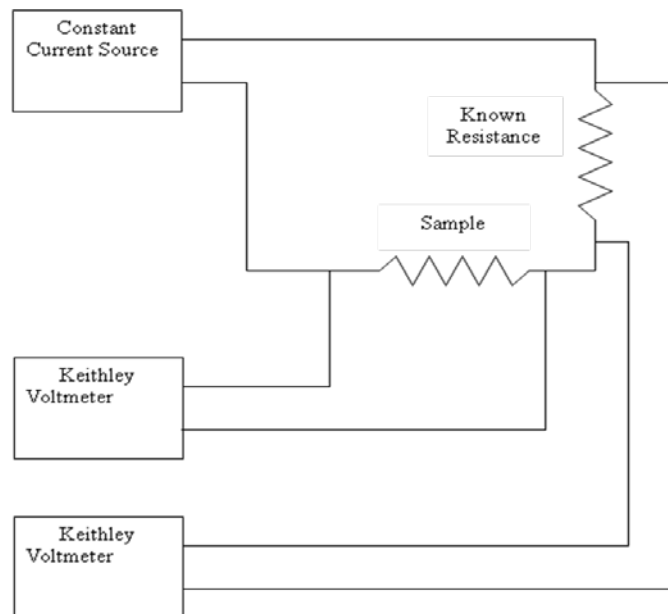 Constant
Current Source
Known
Resistance
Sample
Keithley
Voltmeter
Keithley
Voltmeter